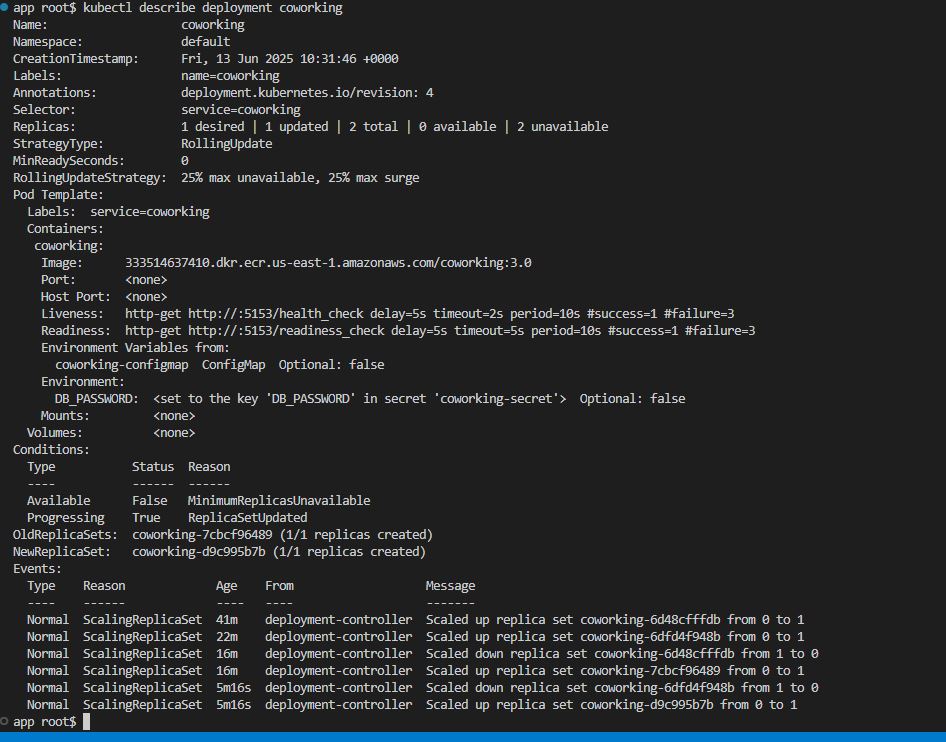 app root$ kubectl describe deployment coworking
Name:                   coworking
Namespace:              default
CreationTimestamp:      Fri, 13 Jun 2025 10:31:46 +0000
Labels:                 name=coworking
Annotations:            deployment.kubernetes.io/revision: 4
Selector:               service=coworking
Replicas:               1 desired | 1 updated | 2 total | 0 available | 2 unavailable
StrategyType:           RollingUpdate
MinReadySeconds:        0
RollingUpdateStrategy:  25% max unavailable, 25% max surge
Pod Template:
  Labels:  service=coworking
  Containers:
   coworking:
    Image:      333514637410.dkr.ecr.us-east-1.amazonaws.com/coworking:3.0
    Port:       <none>
    Host Port:  <none>
    Liveness:   http-get http://:5153/health_check delay=5s timeout=2s period=10s #success=1 #failure=3
    Readiness:  http-get http://:5153/readiness_check delay=5s timeout=5s period=10s #success=1 #failure=3
    Environment Variables from:
      coworking-configmap  ConfigMap  Optional: false
    Environment:
      DB_PASSWORD:  <set to the key 'DB_PASSWORD' in secret 'coworking-secret'>  Optional: false
    Mounts:         <none>
  Volumes:          <none>
Conditions:
  Type           Status  Reason
  ----           ------  ------
  Available      False   MinimumReplicasUnavailable
  Progressing    True    ReplicaSetUpdated
OldReplicaSets:  coworking-7cbcf96489 (1/1 replicas created)
NewReplicaSet:   coworking-d9c995b7b (1/1 replicas created)
Events:
  Type    Reason             Age    From                   Message
  ----    ------             ----   ----                   -------
  Normal  ScalingReplicaSet  41m    deployment-controller  Scaled up replica set coworking-6d48cfffdb from 0 to 1
  Normal  ScalingReplicaSet  22m    deployment-controller  Scaled up replica set coworking-6dfd4f948b from 0 to 1
  Normal  ScalingReplicaSet  16m    deployment-controller  Scaled down replica set coworking-6d48cfffdb from 1 to 0
  Normal  ScalingReplicaSet  16m    deployment-controller  Scaled up replica set coworking-7cbcf96489 from 0 to 1
  Normal  ScalingReplicaSet  5m16s  deployment-controller  Scaled down replica set coworking-6dfd4f948b from 1 to 0
  Normal  ScalingReplicaSet  5m16s  deployment-controller  Scaled up replica set coworking-d9c995b7b from 0 to 1
app root$